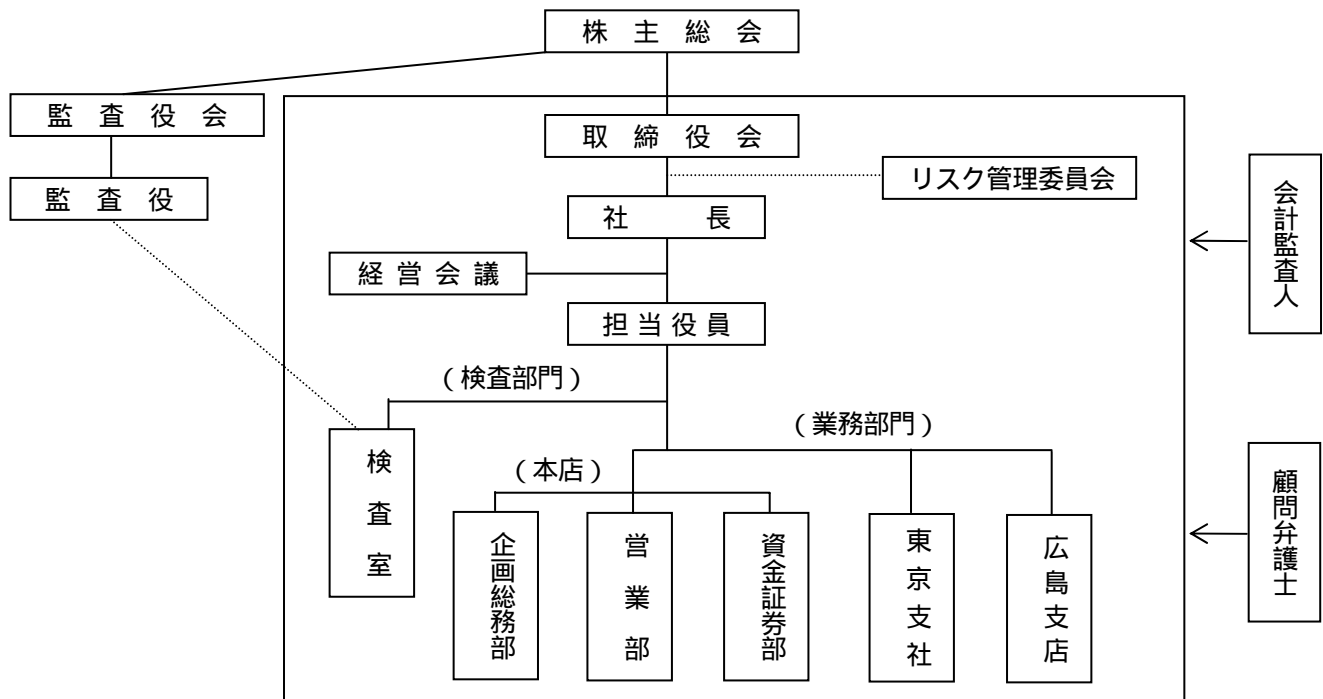 株主総会
監査役会
取締役会
監査役
リスク管理委員会
社長
経営会議
担当役員
会計監査人
（検査部門）
（業務部門）
検査室
（本店）
企画総務部
営業部
資金証券部
東京支社
広島支店
顧問弁護士